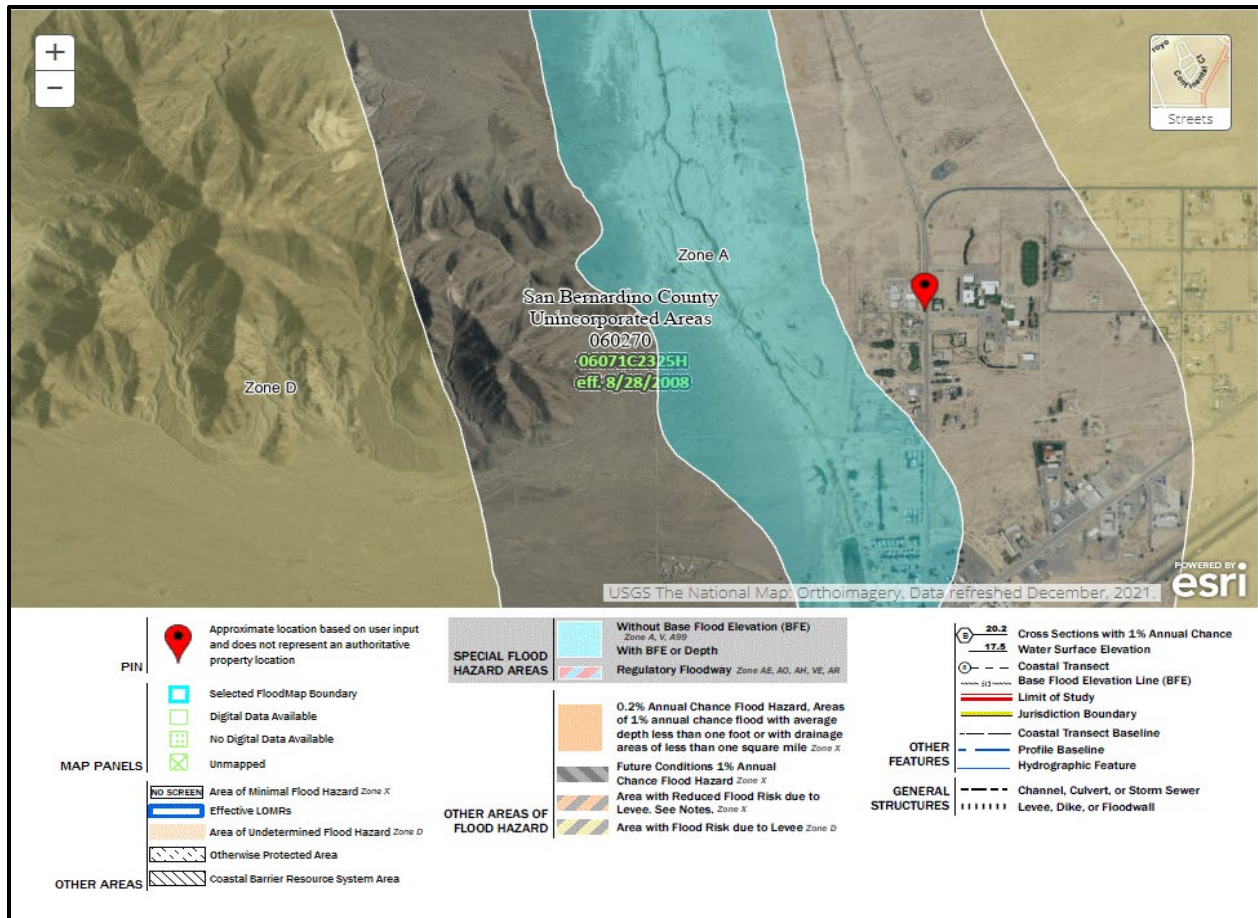 +
−
royo
Continental Ct
Streets
Zone A
San Bernardino County
Unincorporated Areas
060270
06071C2325H
eff. 8/28/2008
Zone D
POWERED BY
esri
USGS The National Map: Orthoimagery. Data refreshed December, 2021.
PIN
Approximate location based on user input
and does not represent an authoritative
property location
MAP PANELS
Selected FloodMap Boundary
Digital Data Available
No Digital Data Available
Unmapped
OTHER AREAS
NO SCREEN Area of Minimal Flood Hazard Zone X
Effective LOMRs
Area of Undetermined Flood Hazard Zone D
Otherwise Protected Area
Coastal Barrier Resource System Area
SPECIAL FLOOD
HAZARD AREAS
Without Base Flood Elevation (BFE)
Zone A, V, A99
With BFE or Depth
Regulatory Floodway Zone AE, AO, AH, VE, AR
OTHER AREAS OF
FLOOD HAZARD
0.2% Annual Chance Flood Hazard, Areas
of 1% annual chance flood with average
depth less than one foot or with drainage
areas of less than one square mile Zone X
Future Conditions 1% Annual
Chance Flood Hazard Zone X
Area with Reduced Flood Risk due to
Levee. See Notes. Zone X
Area with Flood Risk due to Levee Zone D
OTHER
FEATURES
B 20.2 Cross Sections with 1% Annual Chance
17.5 Water Surface Elevation
8 Coastal Transect
513 Base Flood Elevation Line (BFE)
Limit of Study
Jurisdiction Boundary
Coastal Transect Baseline
Profile Baseline
Hydrographic Feature
GENERAL
STRUCTURES
Channel, Culvert, or Storm Sewer
Levee, Dike, or Floodwall